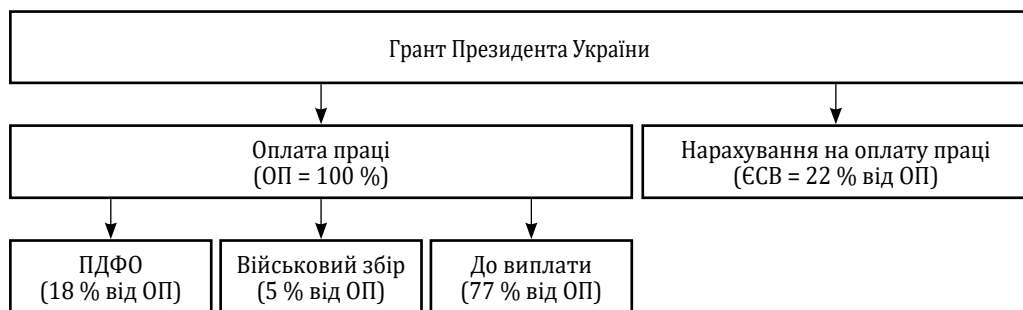 Грант Президента України
Оплата праці
(ОП = 100 %)
Нарахування на оплату праці
(ЄСВ = 22 % від ОП)
ПДФО
(18 % від ОП)
Військовий збір
(5 % від ОП)
До виплати
(77 % від ОП)